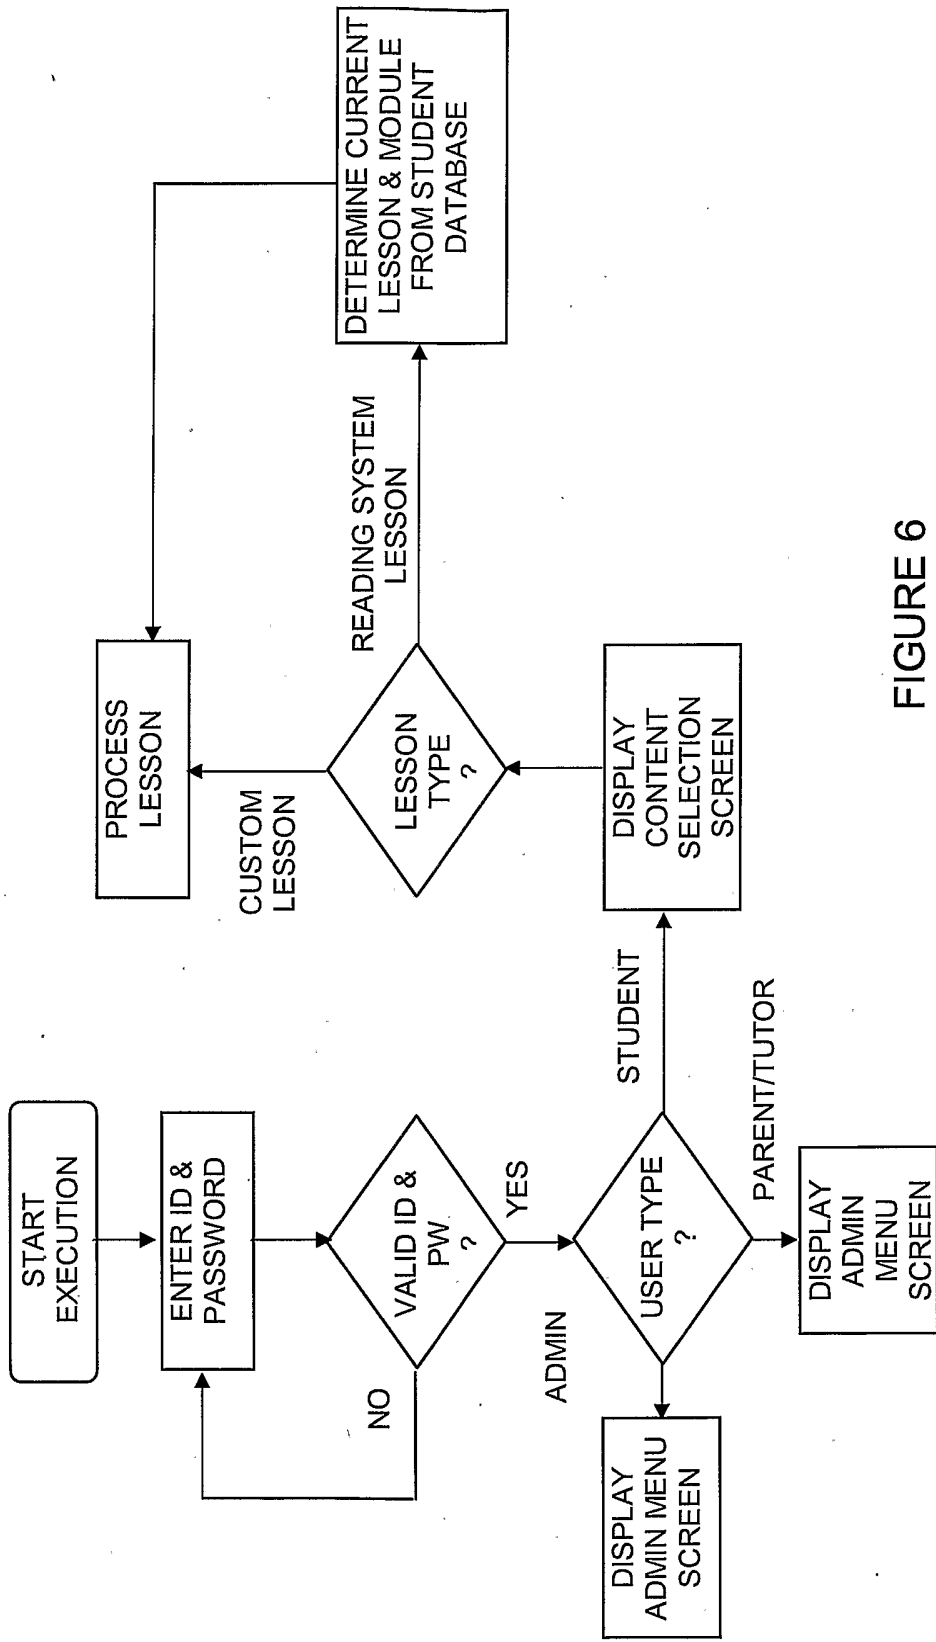 START
EXECUTION
ENTER ID &
PASSWORD
VALID ID &
PW
?
NO
YES
USER TYPE
?
ADMIN
DISPLAY
ADMIN MENU
SCREEN
PARENT/TUTOR
DISPLAY
ADMIN
MENU
SCREEN
STUDENT
DISPLAY
CONTENT
SELECTION
SCREEN
LESSON
TYPE
?
CUSTOM
LESSON
PROCESS
LESSON
READING SYSTEM
LESSON
DETERMINE CURRENT
LESSON & MODULE
FROM STUDENT
DATABASE
FIGURE 6